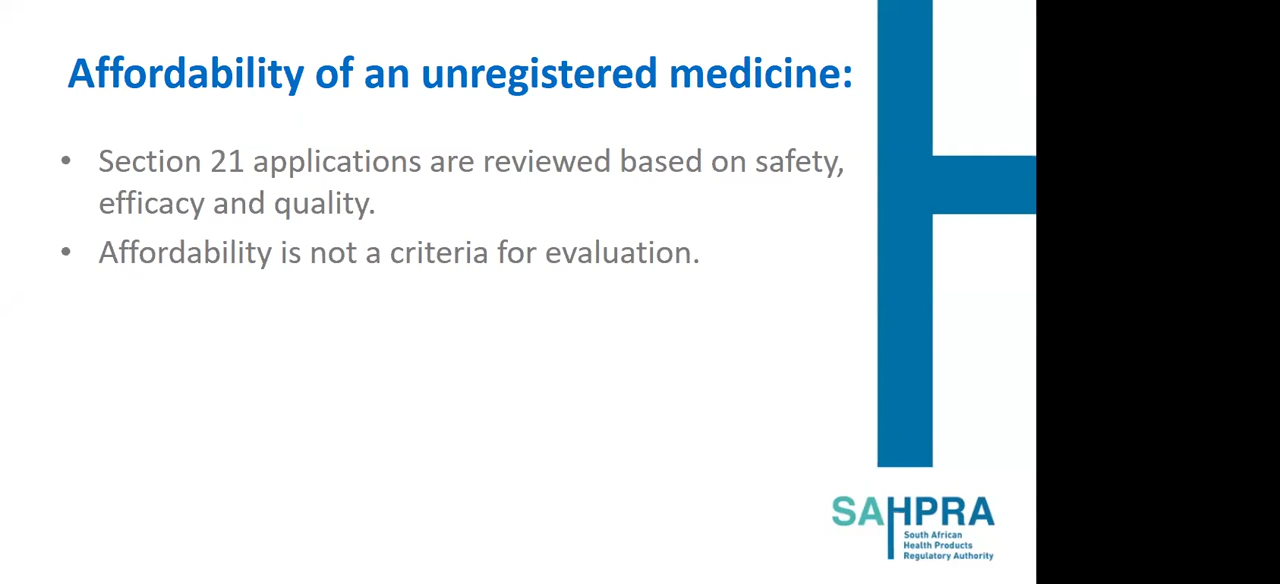 Affordability of an unregistered medicine:
• Section 21 applications are reviewed based on safety,
efficacy and quality.
• Affordability is not a criteria for evaluation.
SAHPRA
South African
Health Products
Regulatory Authority